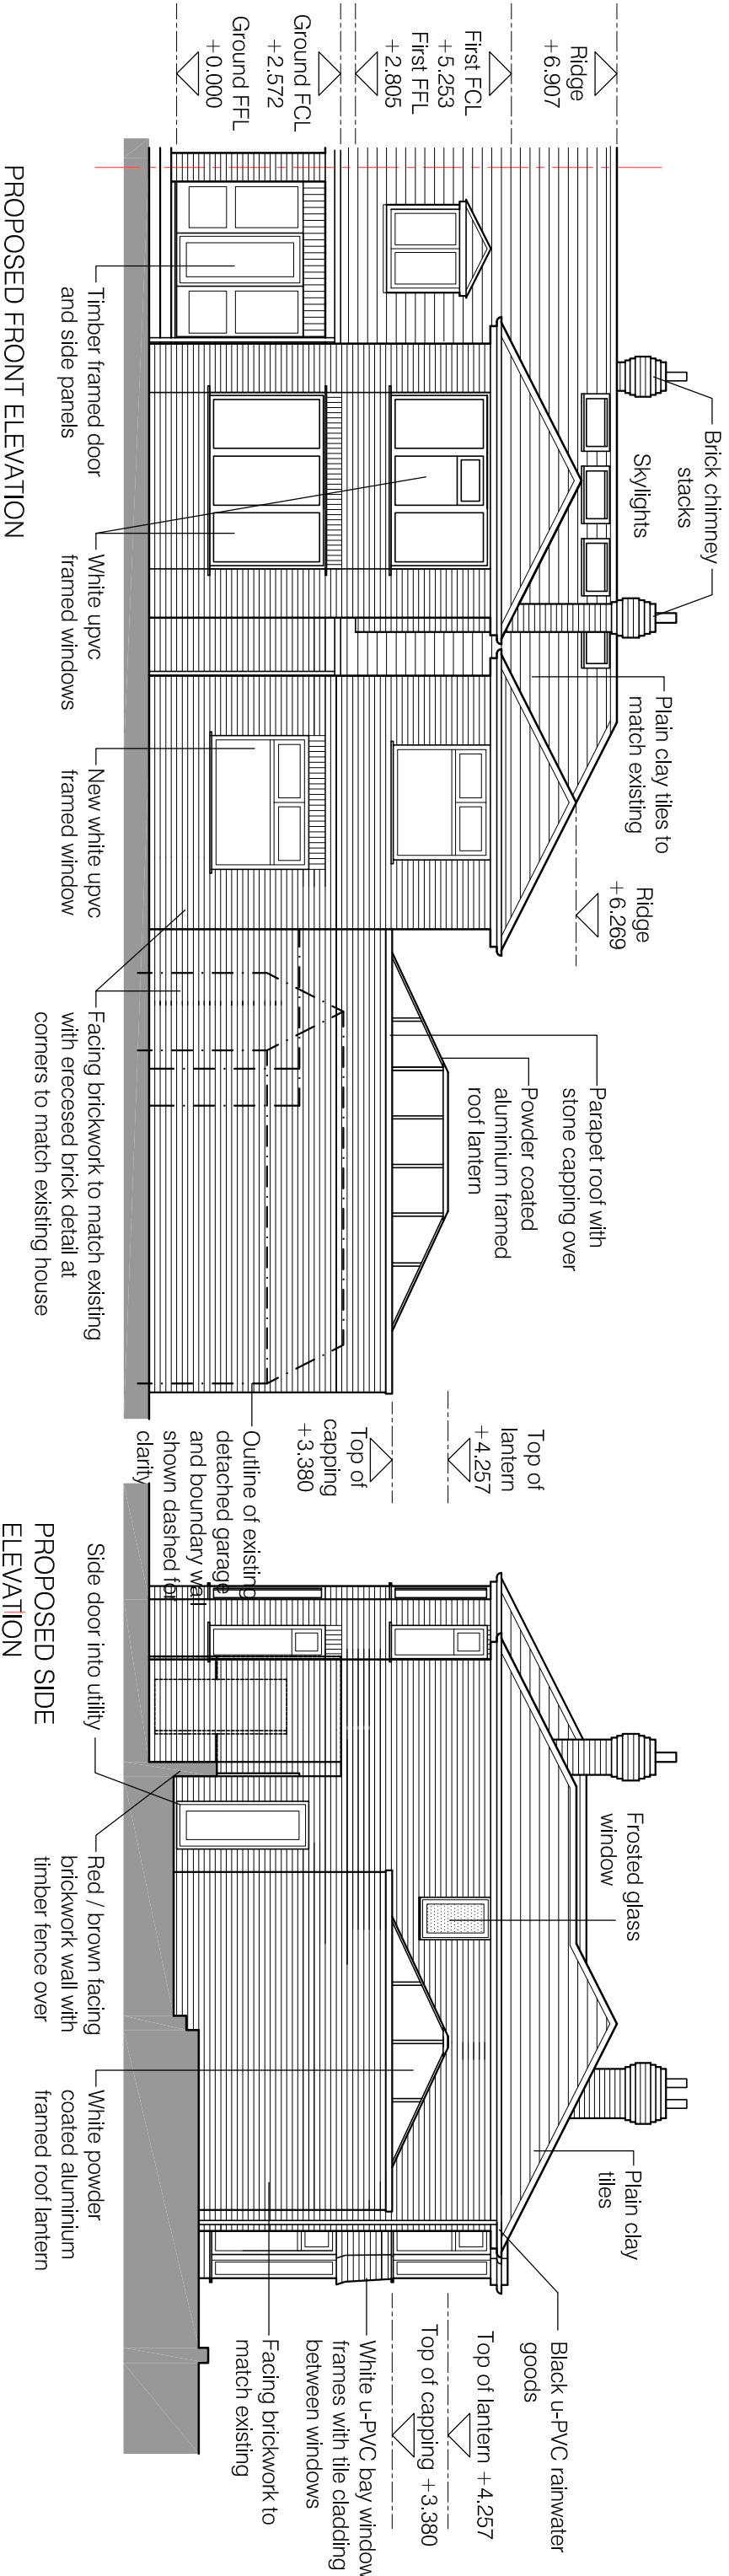 Ridge
+6.907
First FCL
+5.253
First FFL
+2.805
Ground FCL
+2.572
Ground FFL
+0.000
Brick chimney
stacks
Skylights
Plain clay tiles to
match existing
Ridge
+6.269
Parapet roof with
stone capping over
Powder coated
aluminium framed
roof lantern
Top of
lantern
+4.257
Top of
capping
+3.380
Timber framed door
and side panels
White upvc
framed windows
New white upvc
framed window
Facing brickwork to match existing
with erecesed brick detail at
corners to match existing house
Outline of existing
detached garage
and boundary wall
shown dashed for
clarity
PROPOSED FRONT ELEVATION
Frosted glass
window
Plain clay
tiles
Black u-PVC rainwater
goods
Top of lantern +4.257
Top of capping +3.380
White u-PVC bay window
frames with tile cladding
between windows
Facing brickwork to
match existing
Side door into utility
Red / brown facing
brickwork wall with
timber fence over
White powder
coated aluminium
framed roof lantern
PROPOSED SIDE
ELEVATION